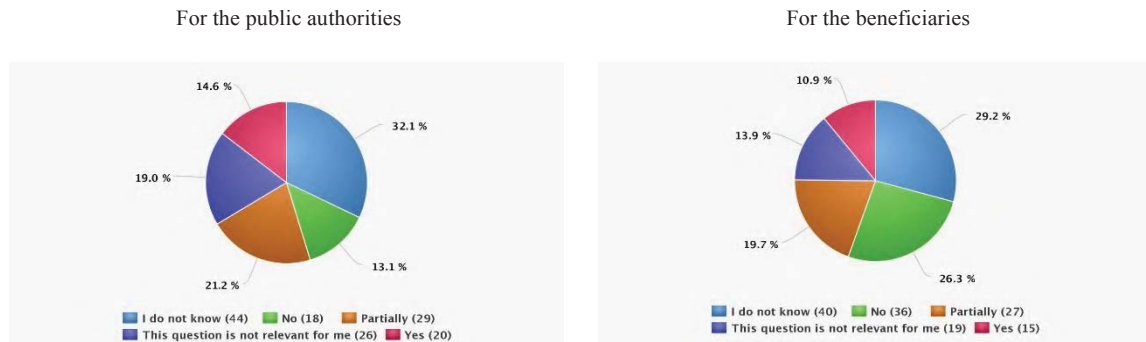 For the public authorities
For the beneficiaries
14.6 %
32.1 %
19.0 %
13.1 %
21.2 %
I do not know (44) No (18) Partially (29)
This question is not relevant for me (26) Yes (20)
10.9 %
29.2 %
13.9 %
19.7 %
26.3 %
I do not know (40) No (36) Partially (27)
This question is not relevant for me (19) Yes (15)